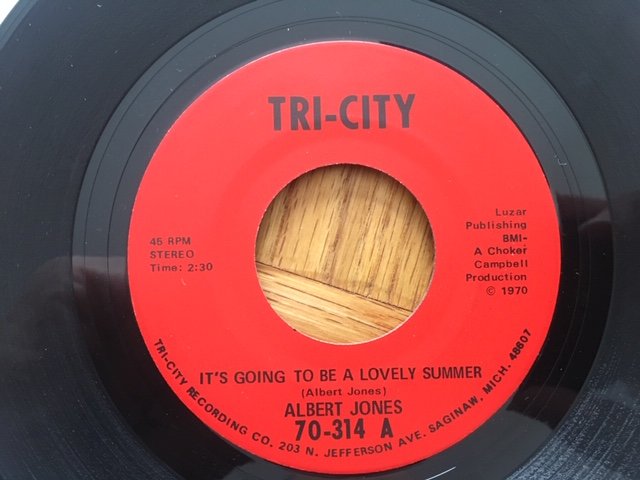 TRI-CITY
45 RPM
STEREO
Time: 2:30
Luzar
Publishing
BMI-
A Choker
Campbell
Production
© 1970
IT'S GOING TO BE A LOVELY SUMMER
(Albert Jones)
ALBERT JONES
70-314 A
TRI-CITY RECORDING CO. 203 N. JEFFERSON AVE. SAGINAW, MICH. 48607